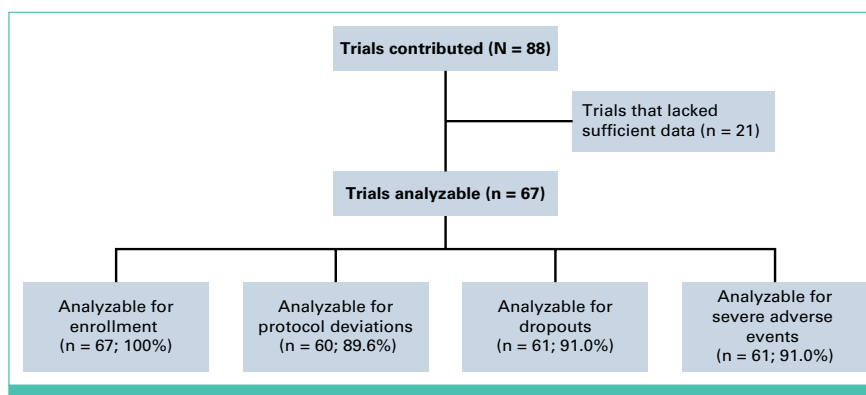 Trials contributed (N = 88)
Trials that lacked
sufficient data (n = 21)
Trials analyzable (n = 67)
Analyzable for
enrollment
(n = 67; 100%)
Analyzable for
protocol deviations
(n = 60; 89.6%)
Analyzable for
dropouts
(n = 61; 91.0%)
Analyzable for
severe adverse
events
(n = 61; 91.0%)